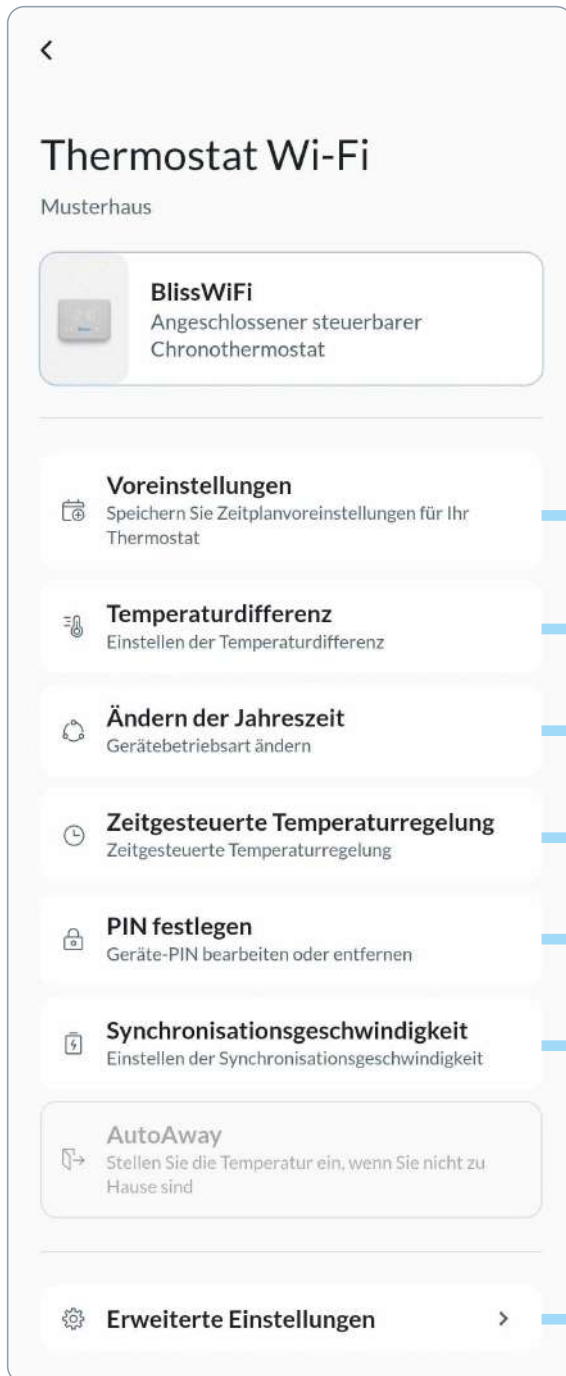 Thermostat Wi-Fi
Musterhaus
BlissWiFi
Angeschlossener steuerbarer
Chronothermostat
Voreinstellungen
Speichern Sie Zeitplanvoreinstellungen für Ihr
Thermostat
Temperaturdifferenz
Einstellen der Temperaturdifferenz
Ändern der Jahreszeit
Gerätebetriebsart ändern
Zeitgesteuerte Temperaturregelung
Zeitgesteuerte Temperaturregelung
PIN festlegen
Geräte-PIN bearbeiten oder entfernen
Synchronisationsgeschwindigkeit
Einstellen der Synchronisationsgeschwindigkeit
AutoAway
Stellen Sie die Temperatur ein, wenn Sie nicht zu
Hause sind
Erweiterte Einstellungen